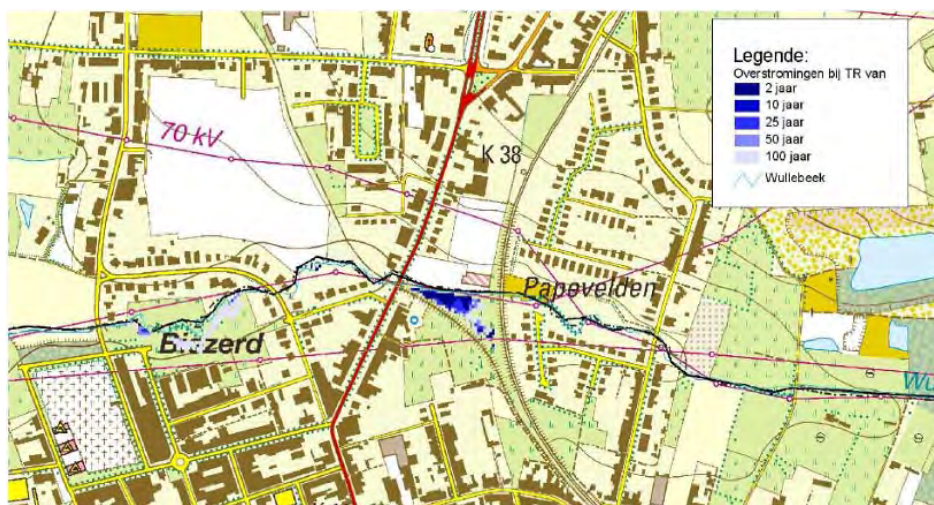 Legende:
Overstromingen bij TR van
2 jaar
10 jaar
25 jaar
50 jaar
100 jaar
Wullebeek
70 kV
K 38
Papevelden